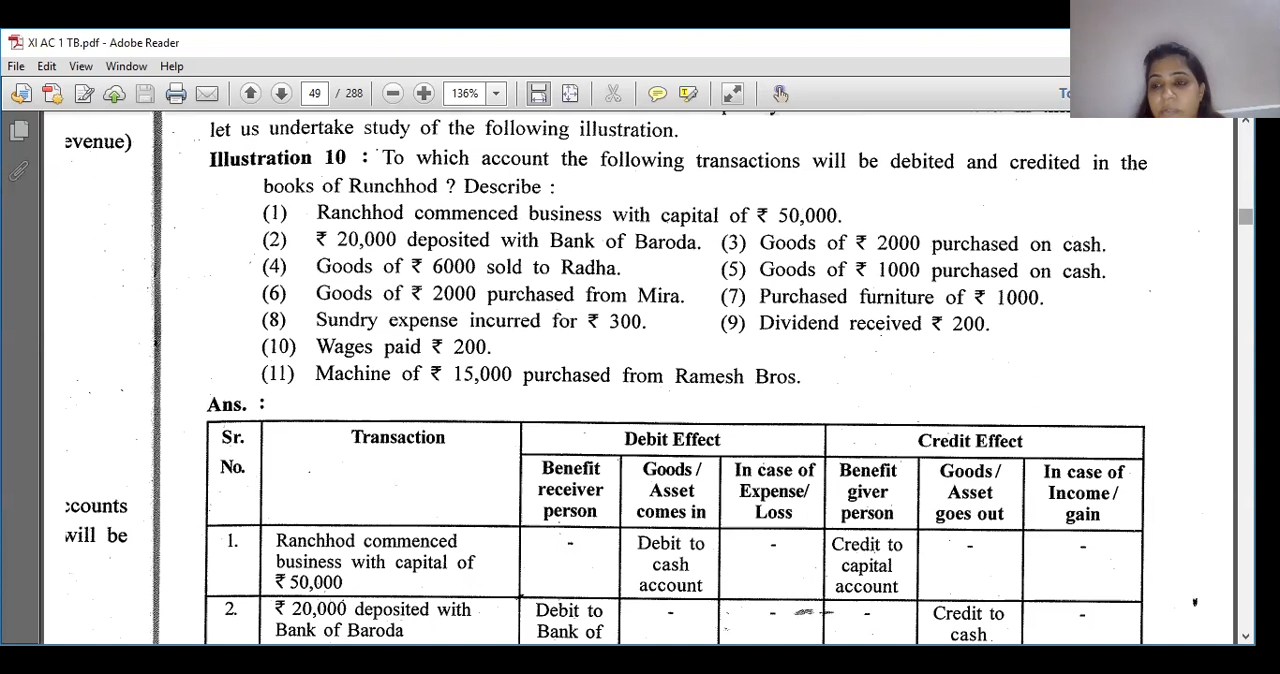 XI AC 1 TB.pdf - Adobe Reader
File Edit View Window Help
49 / 288 136%
evenue)
let us undertake study of the following illustration.
Illustration 10 : To which account the following transactions will be debited and credited in the
books of Runchhod ? Describe :
(1) Ranchhod commenced business with capital of ₹ 50,000.
(2) ₹ 20,000 deposited with Bank of Baroda. (3) Goods of ₹ 2000 purchased on cash.
(4) Goods of ₹ 6000 sold to Radha. (5) Goods of ₹ 1000 purchased on cash.
(6) Goods of ₹ 2000 purchased from Mira. (7) Purchased furniture of ₹ 1000.
(8) Sundry expense incurred for ₹ 300. (9) Dividend received ₹ 200.
(10) Wages paid ₹ 200.
(11) Machine of ₹ 15,000 purchased from Ramesh Bros.
Ans. :
Sr. Transaction Debit Effect Credit Effect
No. Benefit Goods / In case of Benefit Goods / In case of
receiver Asset Expense/ giver Asset Income /
person comes in Loss person goes out gain
ccounts
will be
1. Ranchhod commenced - Debit to - Credit to - -
business with capital of cash capital
₹ 50,000 account account
2. ₹ 20,000 deposited with Debit to - - - Credit to -
Bank of Baroda Bank of cash